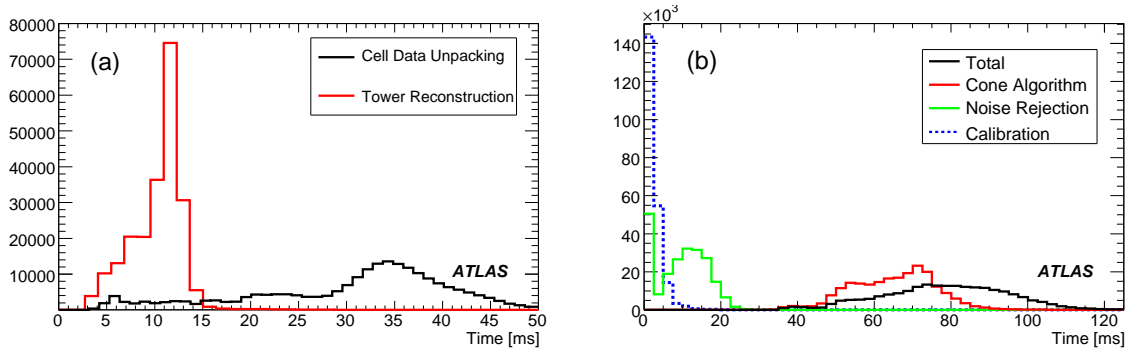 (a)
Cell Data Unpacking
Tower Reconstruction
80000
70000
60000
50000
40000
30000
20000
10000
ATLAS
0 5 10 15 20 25 30 35 40 45 50
Time [ms]
×10³
(b)
Total
Cone Algorithm
Noise Rejection
Calibration
140
120
100
80
60
40
20
0
ATLAS
0 20 40 60 80 100 120
Time [ms]